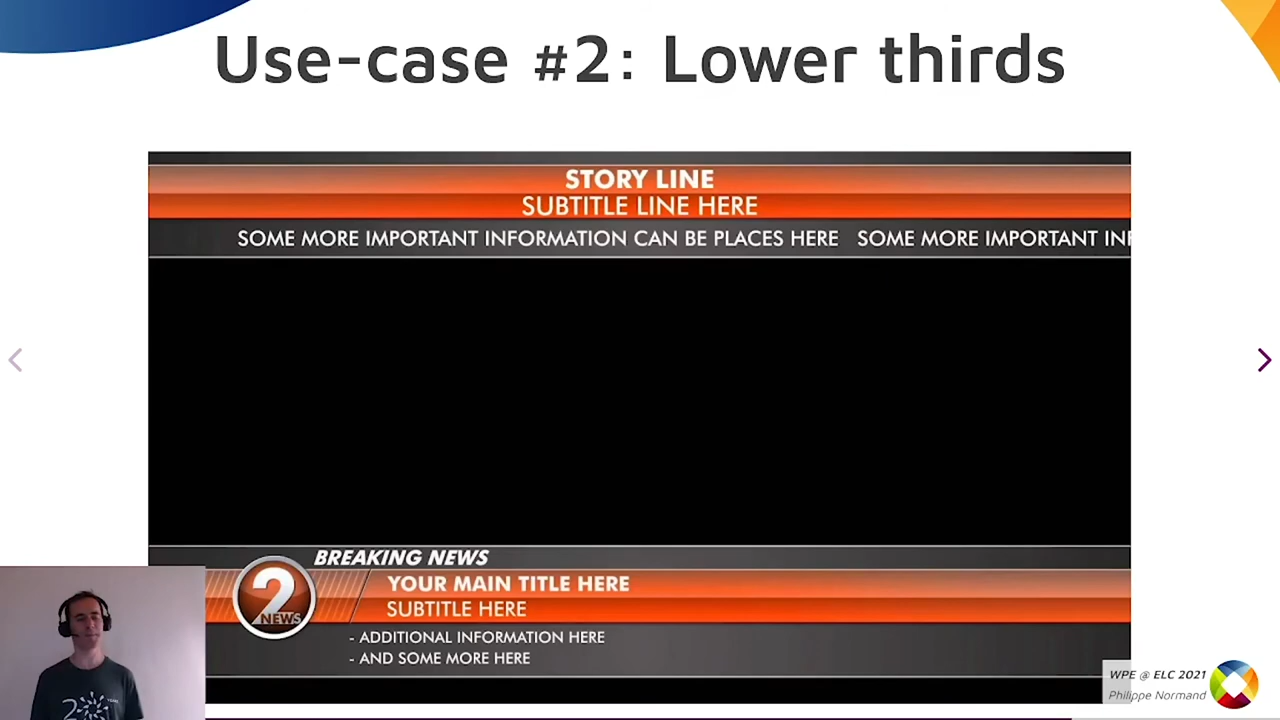 Use-case #2: Lower thirds
STORY LINE
SUBTITLE LINE HERE
SOME MORE IMPORTANT INFORMATION CAN BE PLACES HERE SOME MORE IMPORTANT
BREAKING NEWS
2
NEWS
YOUR MAIN TITLE HERE
SUBTITLE HERE
- ADDITIONAL INFORMATION HERE
- AND SOME MORE HERE
WPE @ ELC 2021
Philippe Normand